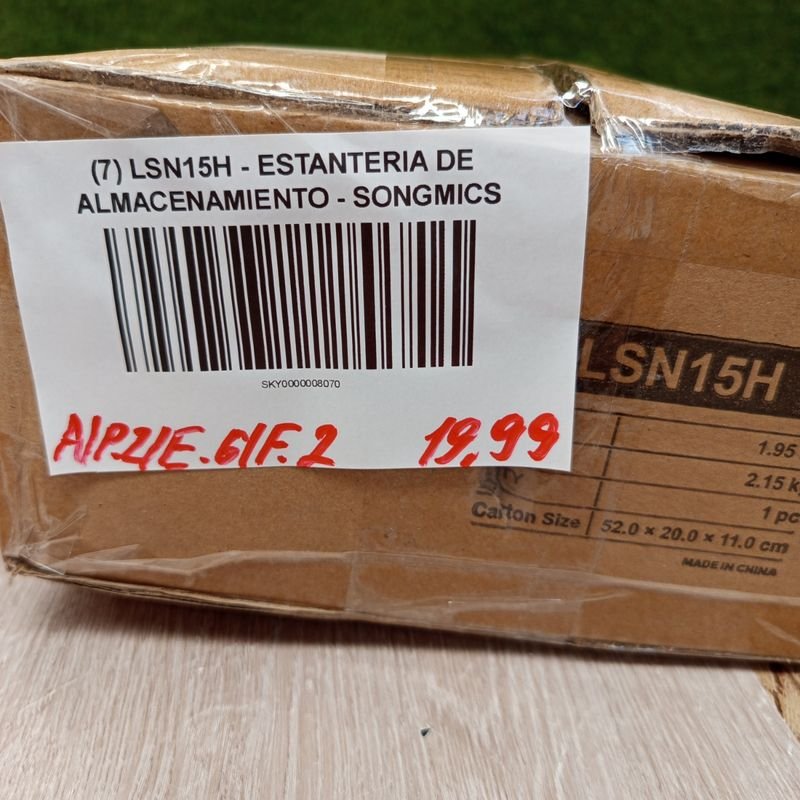 (7) LSN15H - ESTANTERIA DE
ALMACENAMIENTO - SONGMICS
SKY0000008070
A/P.2/E.6/F.2 19,99
LSN15H
1.95
2.15 k
1 pc
Carton Size 52.0 × 20.0 × 11.0 cm
MADE IN CHINA